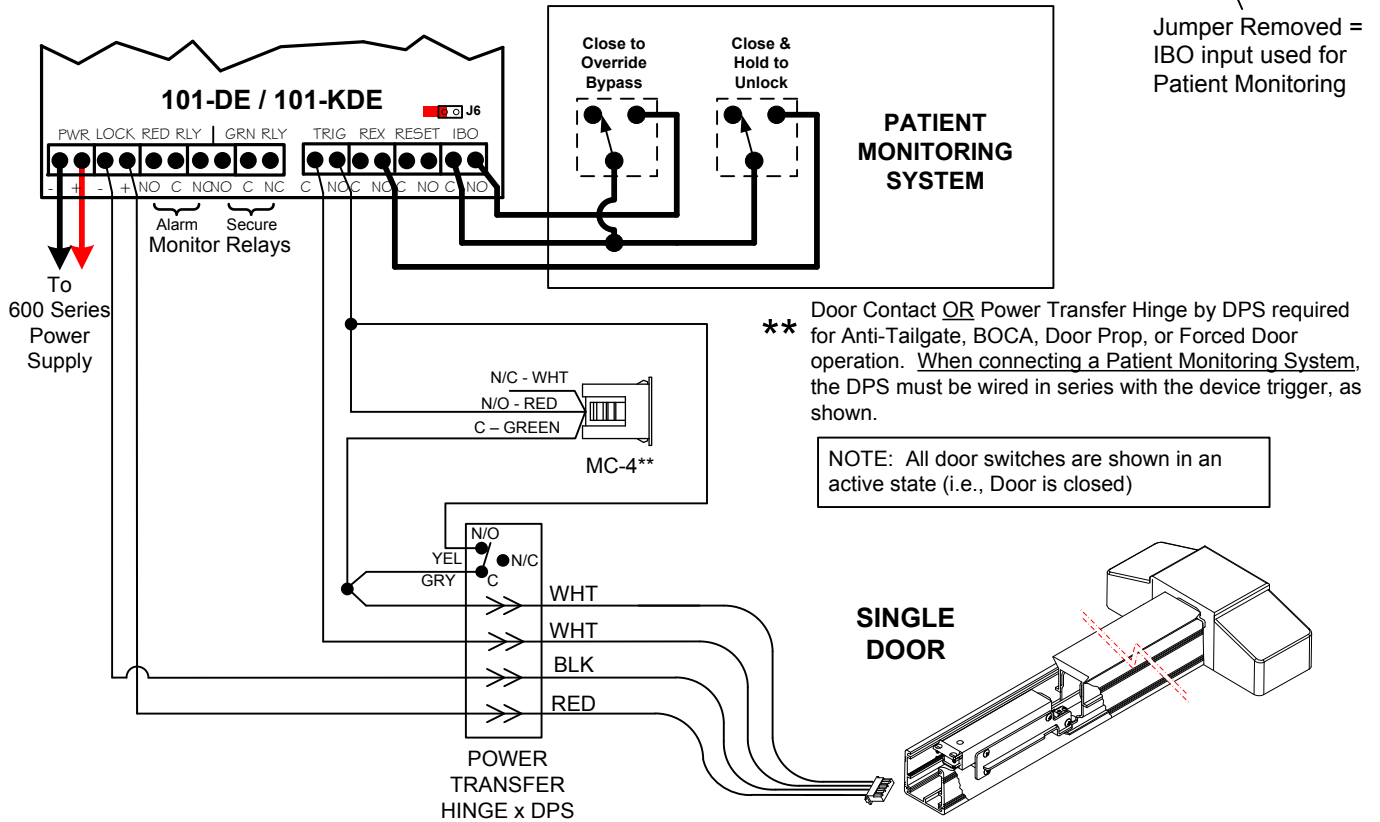 Jumper Removed =
IBO input used for
Patient Monitoring
Close to
Override
Bypass
Close &
Hold to
Unlock
PATIENT
MONITORING
SYSTEM
101-DE / 101-KDE
J6
PWR LOCK RED RLY | GRN RLY TRIG REX RESET IBO
- + - + NO C NC NO C NC C NC C NO C NO C NO
Alarm Secure
Monitor Relays
To
600 Series
Power
Supply
** Door Contact OR Power Transfer Hinge by DPS required
for Anti-Tailgate, BOCA, Door Prop, or Forced Door
operation. When connecting a Patient Monitoring System,
the DPS must be wired in series with the device trigger, as
shown.
NOTE: All door switches are shown in an
active state (i.e., Door is closed)
N/C - WHT
N/O - RED
C – GREEN
MC-4**
N/O
YEL
N/C
GRY
C
WHT
WHT
BLK
RED
SINGLE
DOOR
POWER
TRANSFER
HINGE x DPS